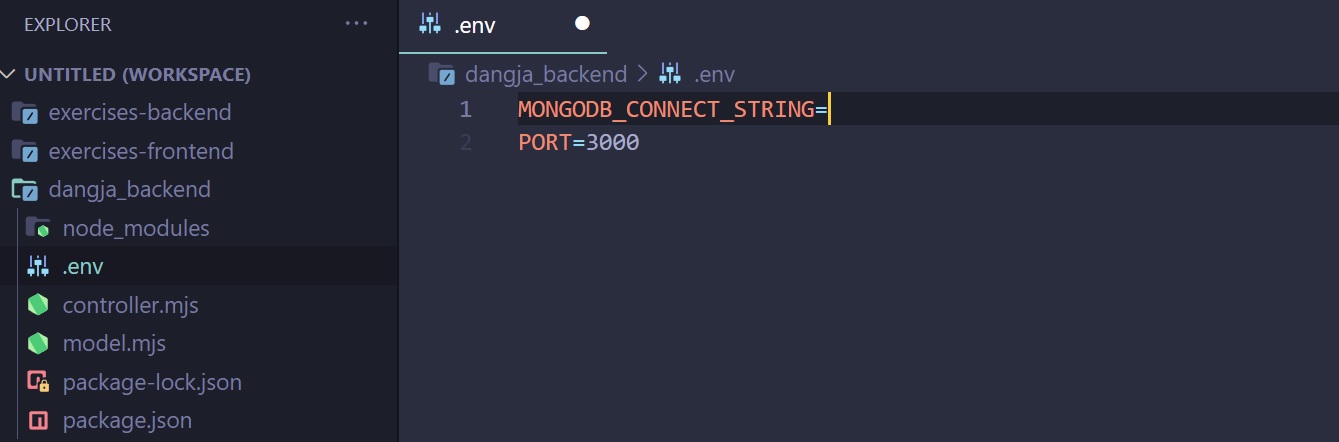 EXPLORER
UNTITLED (WORKSPACE)
exercises-backend
exercises-frontend
dangja_backend
node_modules
.env
controller.mjs
model.mjs
package-lock.json
package.json
.env
dangja_backend > .env
1 MONGODB_CONNECT_STRING=
2 PORT=3000